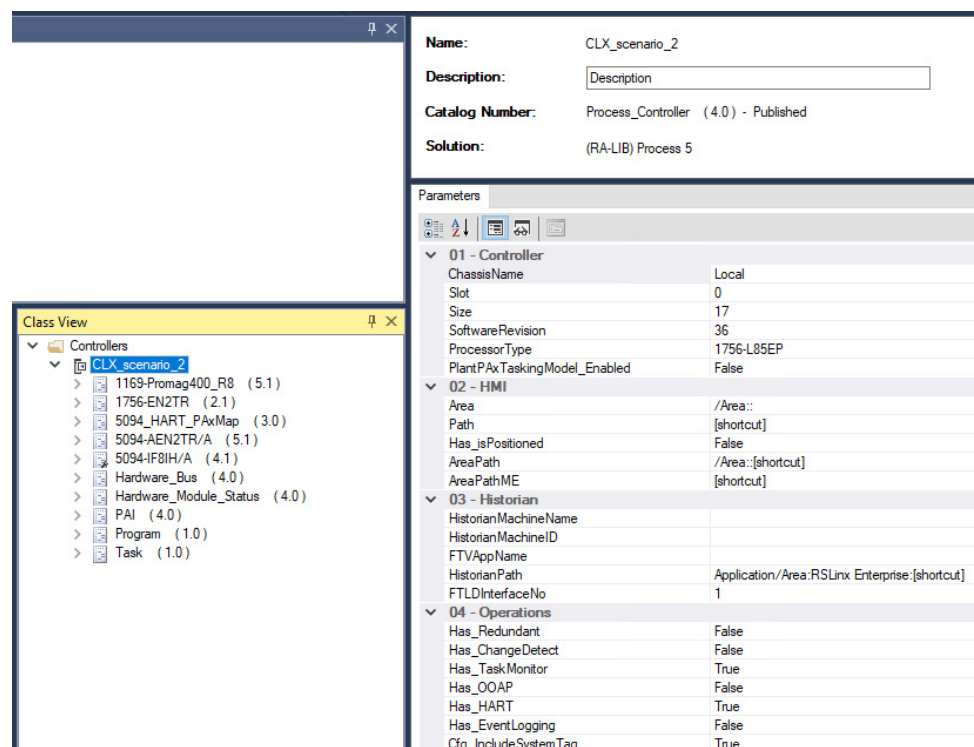 Name: CLX_scenario_2
Description: Description
Catalog Number: Process_Controller (4.0) - Published
Solution: (RA-LIB) Process 5
Parameters
01 - Controller
ChassisName Local
Slot 0
Size 17
SoftwareRevision 36
ProcessorType 1756-L85EP
PlantPAxTaskingModel_Enabled False
02 - HMI
Area /Area::
Path [shortcut]
Has_isPositioned False
AreaPath /Area::[shortcut]
AreaPathME [shortcut]
03 - Historian
HistorianMachineName
HistorianMachineID
FTVAppName
HistorianPath Application/Area:RSLinx Enterprise:[shortcut]
FTLDInterfaceNo 1
04 - Operations
Has_Redundant False
Has_ChangeDetect False
Has_TaskMonitor True
Has_OOAP False
Has_HART True
Has_EventLogging False
Cfg_IncludeSystemTag True
Class View
Controllers
CLX_scenario_2
1169-Promag400_R8 (5.1)
1756-EN2TR (2.1)
5094_HART_PAxMap (3.0)
5094-AEN2TR/A (5.1)
5094-IF8IH/A (4.1)
Hardware_Bus (4.0)
Hardware_Module_Status (4.0)
PAI (4.0)
Program (1.0)
Task (1.0)